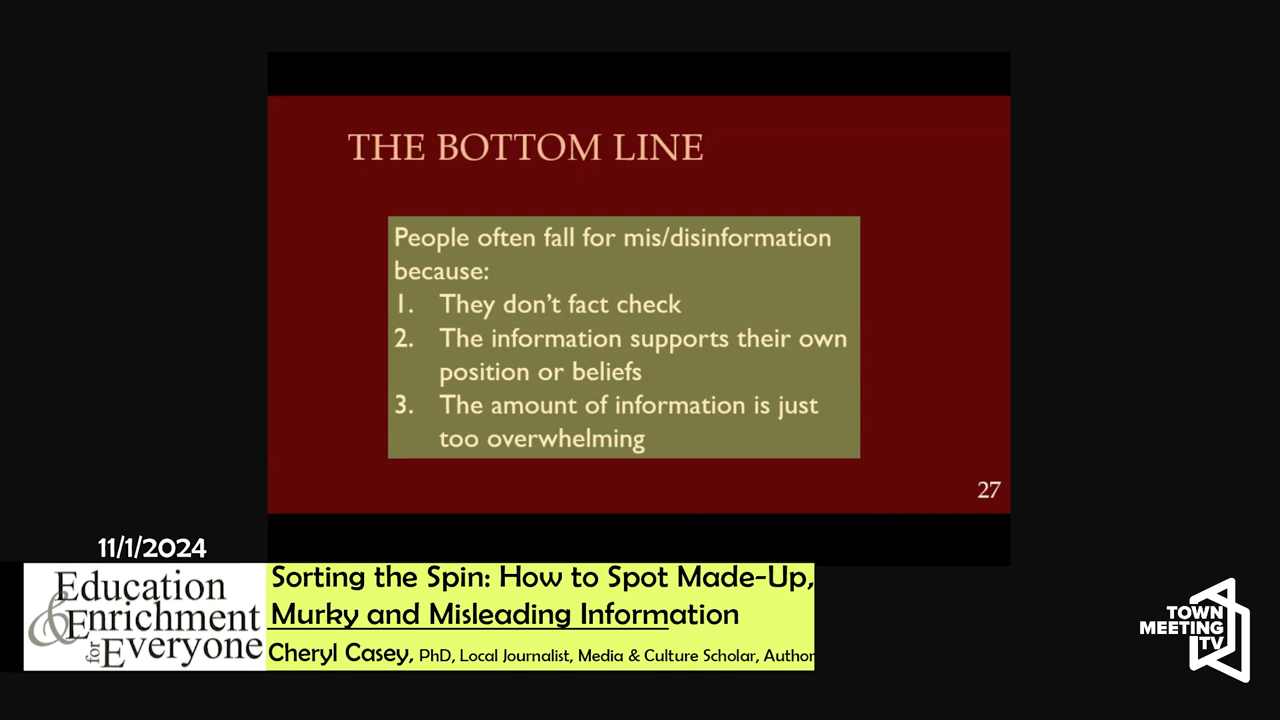 THE BOTTOM LINE
People often fall for mis/disinformation
because:
1. They don’t fact check
2. The information supports their own
position or beliefs
3. The amount of information is just
too overwhelming
27
11/1/2024
Education
& Enrichment
for Everyone
Sorting the Spin: How to Spot Made-Up,
Murky and Misleading Information
Cheryl Casey, PhD, Local Journalist, Media & Culture Scholar, Author
TOWN
MEETING
TV